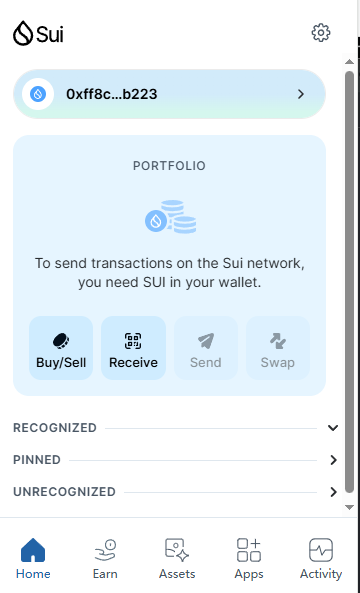 Sui
0xff8c...b223
PORTFOLIO
To send transactions on the Sui network,
you need SUI in your wallet.
Buy/Sell Receive Send Swap
RECOGNIZED
PINNED
UNRECOGNIZED
Home Earn Assets Apps Activity